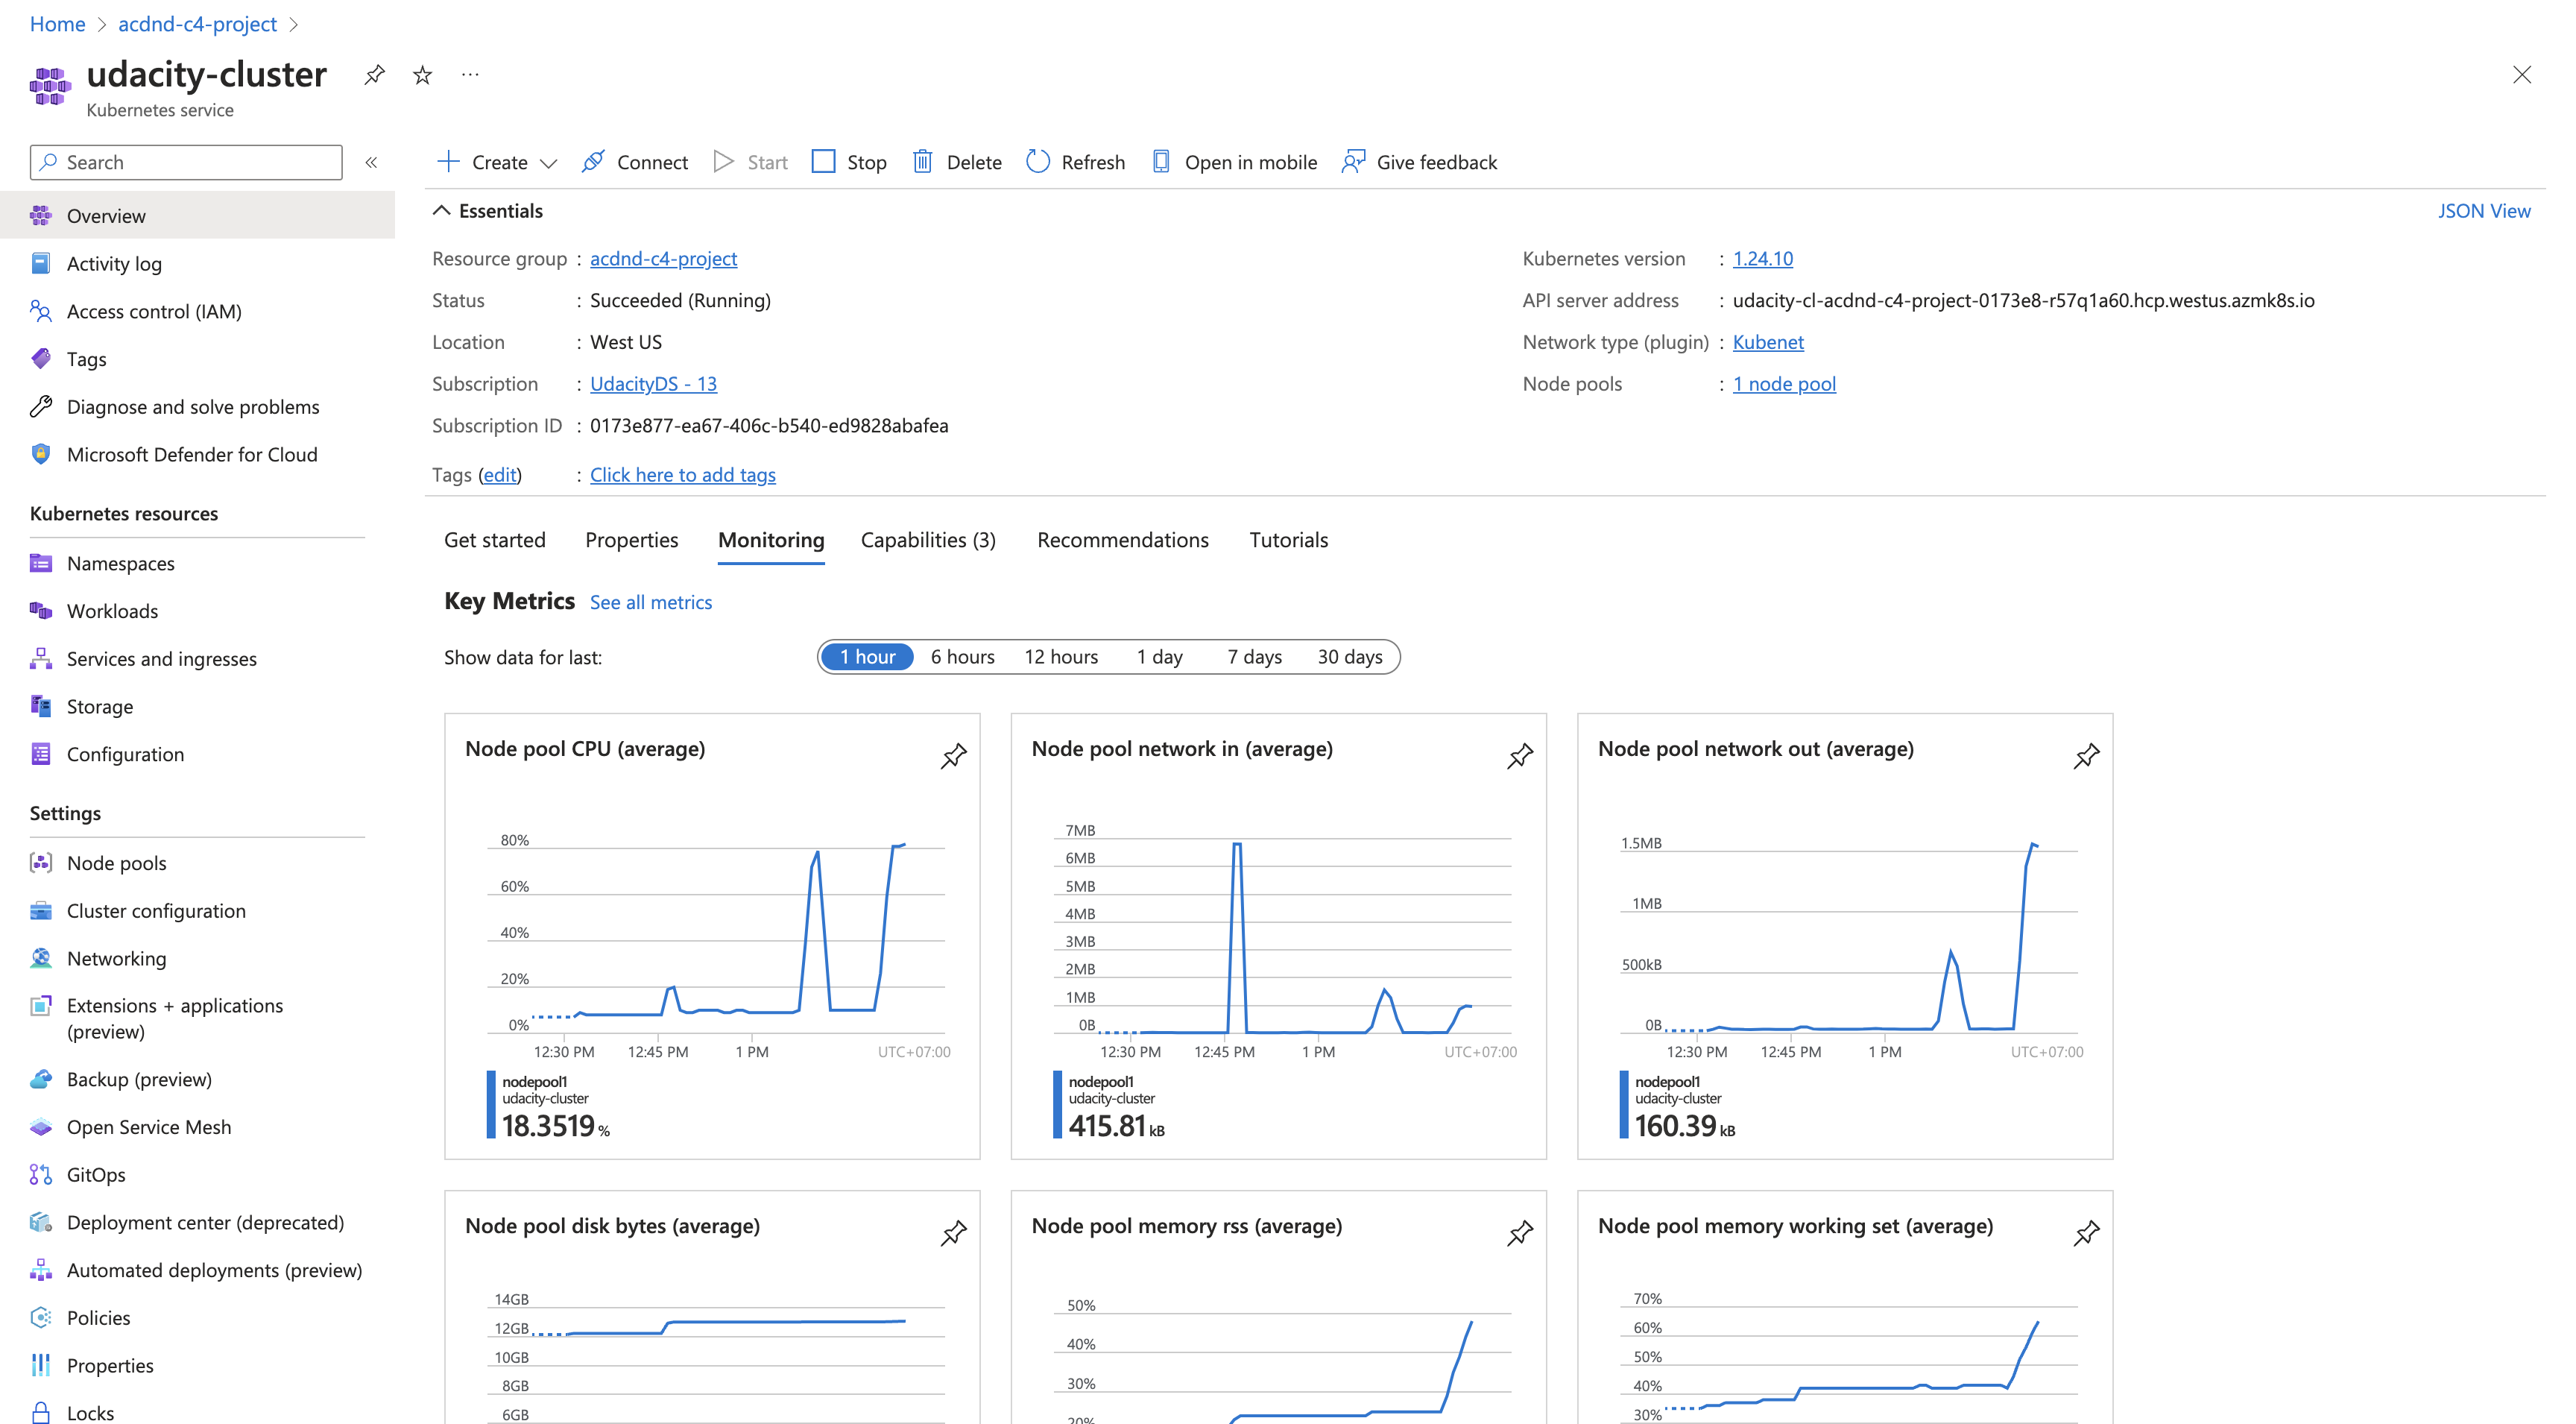 Home > acdnd-c4-project >
udacity-cluster
Kubernetes service
Search
Create
Connect
Start
Stop
Delete
Refresh
Open in mobile
Give feedback
Overview
Activity log
Access control (IAM)
Tags
Diagnose and solve problems
Microsoft Defender for Cloud
Kubernetes resources
Namespaces
Workloads
Services and ingresses
Storage
Configuration
Settings
Node pools
Cluster configuration
Networking
Extensions + applications
(preview)
Backup (preview)
Open Service Mesh
GitOps
Deployment center (deprecated)
Automated deployments (preview)
Policies
Properties
Locks
Essentials
JSON View
Resource group : acdnd-c4-project
Status : Succeeded (Running)
Location : West US
Subscription : UdacityDS - 13
Subscription ID : 0173e877-ea67-406c-b540-ed9828abafea
Tags (edit) : Click here to add tags
Kubernetes version : 1.24.10
API server address : udacity-cl-acdnd-c4-project-0173e8-r57q1a60.hcp.westus.azmk8s.io
Network type (plugin) : Kubenet
Node pools : 1 node pool
Get started
Properties
Monitoring
Capabilities (3)
Recommendations
Tutorials
Key Metrics
See all metrics
Show data for last:
1 hour
6 hours
12 hours
1 day
7 days
30 days
Node pool CPU (average)
80%
60%
40%
20%
0%
12:30 PM
12:45 PM
1 PM
UTC+07:00
nodepool1
udacity-cluster
18.3519 %
Node pool network in (average)
7MB
6MB
5MB
4MB
3MB
2MB
1MB
0B
12:30 PM
12:45 PM
1 PM
UTC+07:00
nodepool1
udacity-cluster
415.81 kB
Node pool network out (average)
1.5MB
1MB
500kB
0B
12:30 PM
12:45 PM
1 PM
UTC+07:00
nodepool1
udacity-cluster
160.39 kB
Node pool disk bytes (average)
14GB
12GB
10GB
8GB
6GB
Node pool memory rss (average)
50%
40%
30%
20%
Node pool memory working set (average)
70%
60%
50%
40%
30%